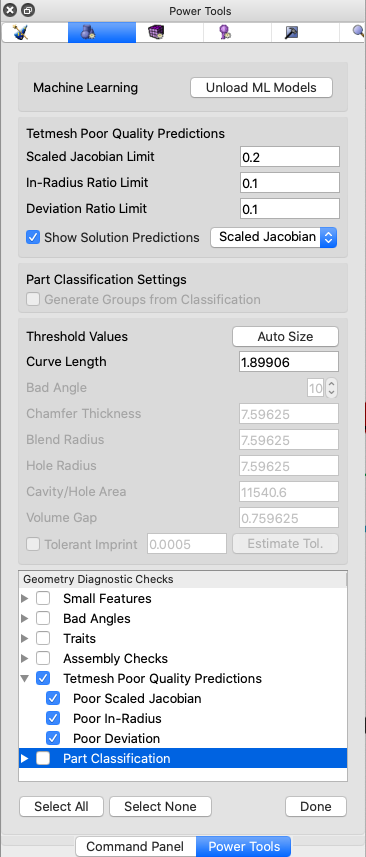 Power Tools
Machine Learning Unload ML Models
Tetmesh Poor Quality Predictions
Scaled Jacobian Limit 0.2
In-Radius Ratio Limit 0.1
Deviation Ratio Limit 0.1
Show Solution Predictions Scaled Jacobian
Part Classification Settings
Generate Groups from Classification
Threshold Values Auto Size
Curve Length 1.89906
Bad Angle 10
Chamfer Thickness 7.59625
Blend Radius 7.59625
Hole Radius 7.59625
Cavity/Hole Area 11540.6
Volume Gap 0.759625
Tolerant Imprint 0.0005 Estimate Tol.
Geometry Diagnostic Checks
Small Features
Bad Angles
Traits
Assembly Checks
Tetmesh Poor Quality Predictions
Poor Scaled Jacobian
Poor In-Radius
Poor Deviation
Part Classification
Select All Select None Done
Command Panel Power Tools